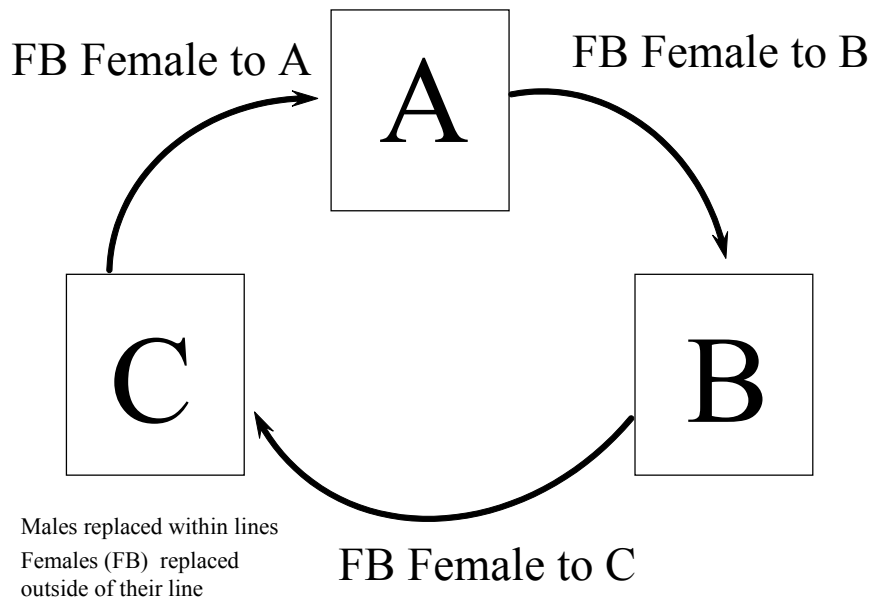 FB Female to A
A
FB Female to B
C
B
Males replaced within lines
Females (FB) replaced
outside of their line
FB Female to C